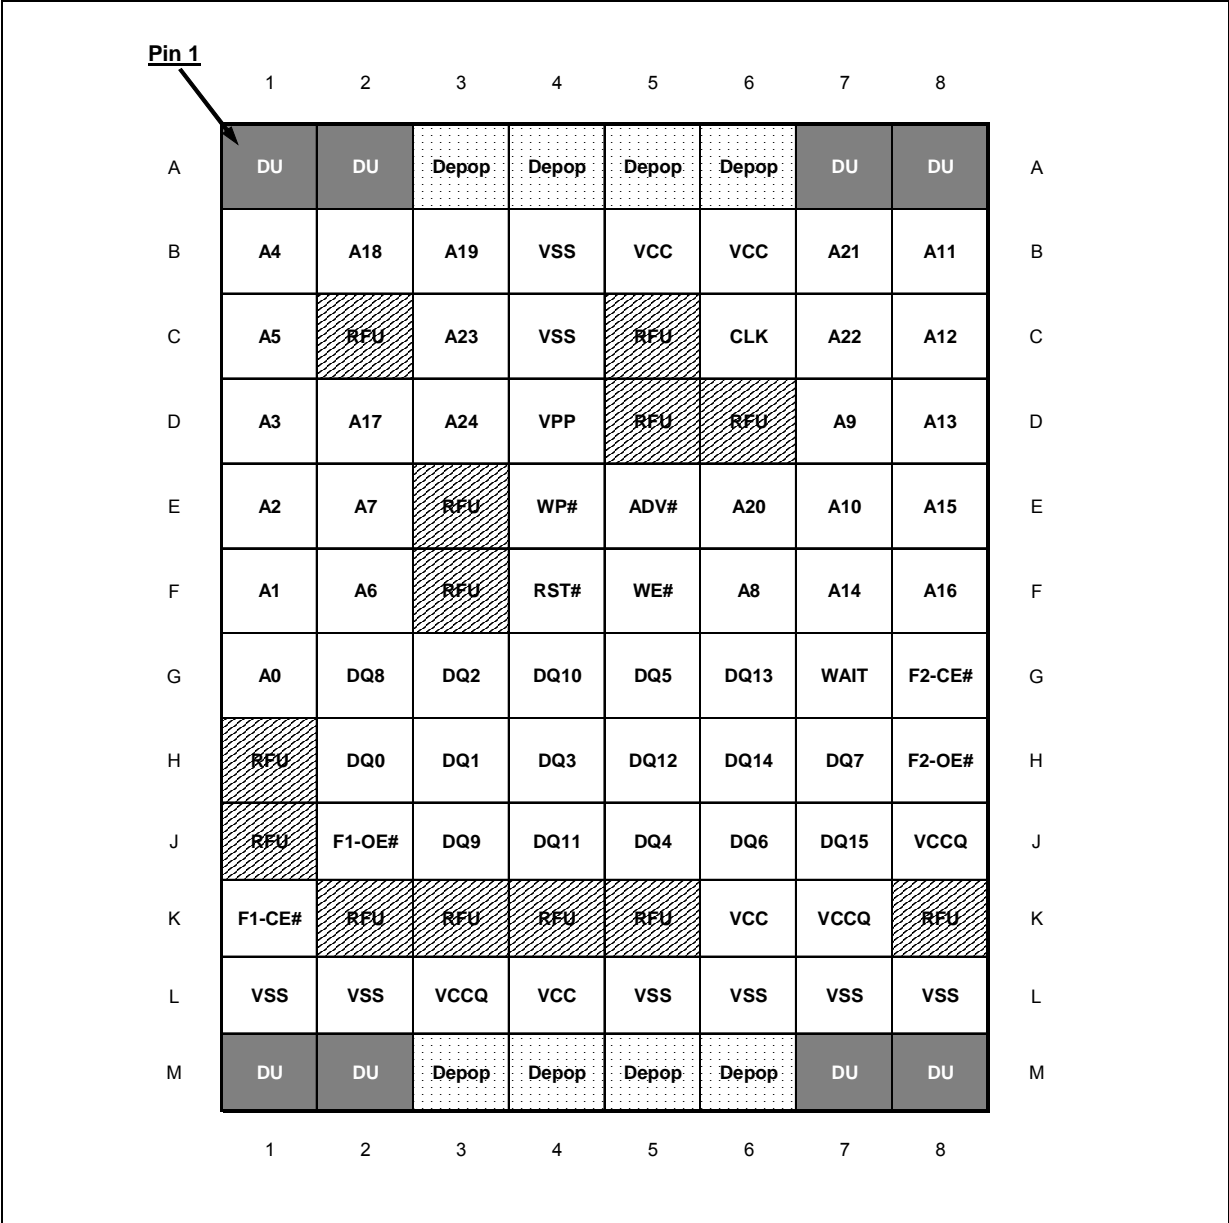 Pin 1
1 2 3 4 5 6 7 8
A DU DU Depop Depop Depop Depop DU DU A
B A4 A18 A19 VSS VCC VCC A21 A11 B
C A5 RFU A23 VSS RFU CLK A22 A12 C
D A3 A17 A24 VPP RFU RFU A9 A13 D
E A2 A7 RFU WP# ADV# A20 A10 A15 E
F A1 A6 RFU RST# WE# A8 A14 A16 F
G A0 DQ8 DQ2 DQ10 DQ5 DQ13 WAIT F2-CE# G
H RFU DQ0 DQ1 DQ3 DQ12 DQ14 DQ7 F2-OE# H
J RFU F1-OE# DQ9 DQ11 DQ4 DQ6 DQ15 VCCQ J
K F1-CE# RFU RFU RFU RFU VCC VCCQ RFU K
L VSS VSS VCCQ VCC VSS VSS VSS VSS L
M DU DU Depop Depop Depop Depop DU DU M
1 2 3 4 5 6 7 8